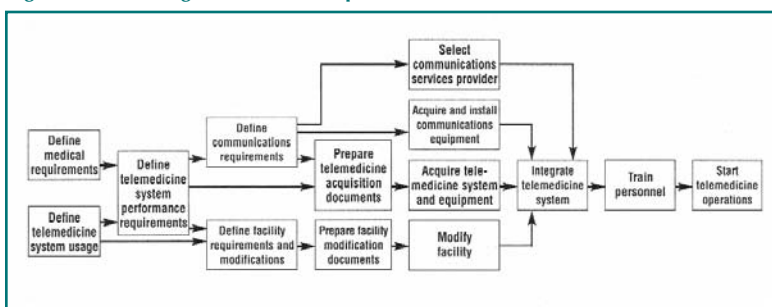 Select
communications
services provider
Acquire and install
communications
equipment
Define
medical
requirements
Define
communications
requirements
Define
telemedicine
system
performance
requirements
Prepare
telemedicine
acquisition
documents
Acquire tele-
medicine system
and equipment
Integrate
telemedicine
system
Train
personnel
Start
telemedicine
operations
Define
telemedicine
system usage
Define facility
requirements and
modifications
Prepare facility
modification
documents
Modify
facility